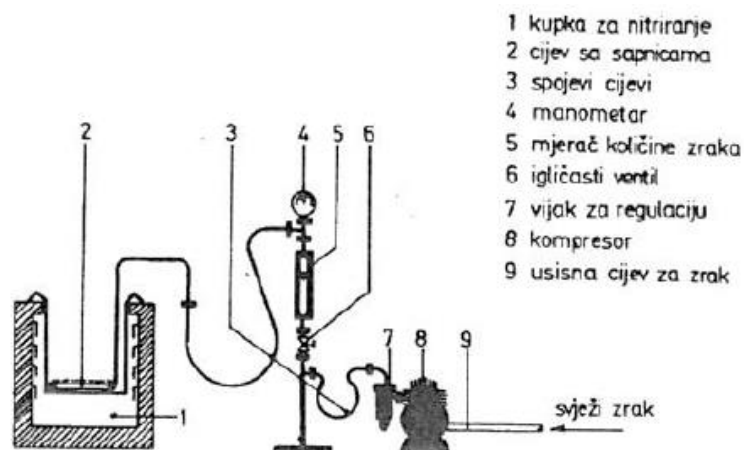 1 kupka za nitriranje
2 cijev sa sapnicama
3 spojevi cijevi
4 manometar
5 mjerač količine zraka
6 igličasti ventil
7 vijak za regulaciju
8 kompresor
9 usisna cijev za zrak
2 3 4 5 6
7 8 9
svježi zrak
1